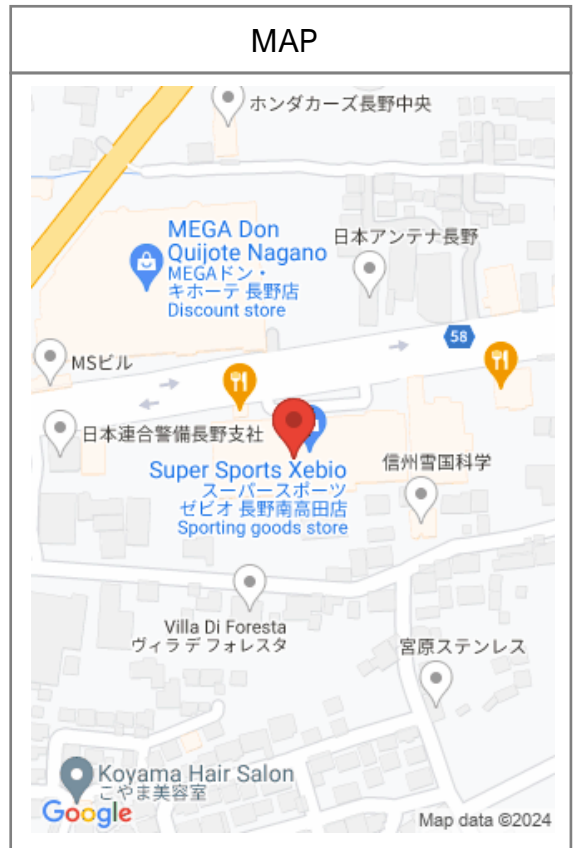 MAP
ホンダカーズ長野中央
MEGA Don
Quijote Nagano
MEGAドン・
キホーテ 長野店
Discount store
日本アンテナ長野
58
MSビル
日本連合警備長野支社
Super Sports Xebio
スーパースポーツ
ゼビオ 長野南高田店
Sporting goods store
信州雪国科学
Villa Di Foresta
ヴィラ デ フォレスタ
宮原ステンレス
Koyama Hair Salon
こやま美容室
Google
Map data ©2024